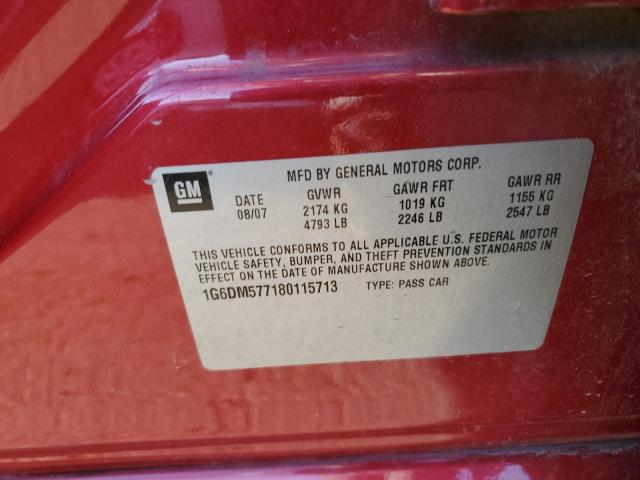 MFD BY GENERAL MOTORS CORP.
GM
DATE GVWR GAWR FRT GAWR RR
08/07 2174 KG 1019 KG 1155 KG
4793 LB 2246 LB 2547 LB
THIS VEHICLE CONFORMS TO ALL APPLICABLE U.S. FEDERAL MOTOR
VEHICLE SAFETY, BUMPER, AND THEFT PREVENTION STANDARDS IN
EFFECT ON THE DATE OF MANUFACTURE SHOWN ABOVE.
1G6DM577180115713 TYPE: PASS CAR